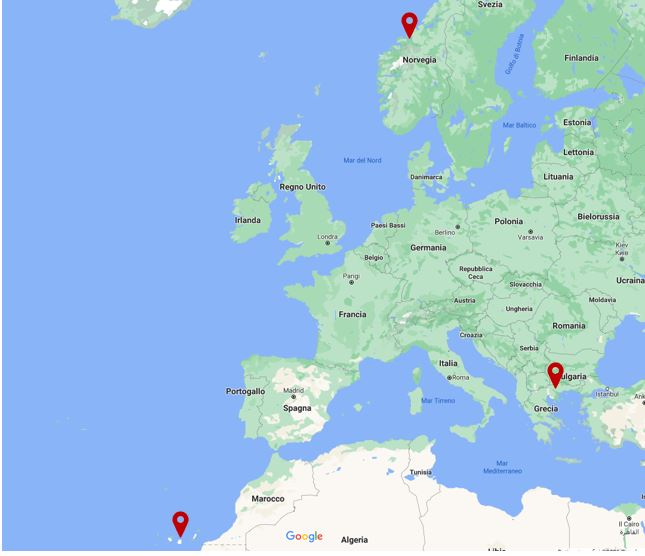 Svezia
Norvegia
Finlandia
Golfo di Botnia
Estonia
Mar Baltico
Lettonia
Mar del Nord
Danimarca
Lituania
Regno Unito
Irlanda
Bielorussia
Paesi Bassi
Polonia
Berlino
Varsavia
Londra
Germania
Belgio
Kiev
Київ
Parigi
Repubblica
Ceca
Ucraina
Slovacchia
Austria
Moldavia
Ungheria
Francia
Romania
Croazia
Serbia
Italia
Roma
ulgaria
Portogallo
Madrid
Spagna
Istanbul
Mar Tirreno
Grecia
Mar
Mediterraneo
Tunisia
Marocco
Il Cairo
القاهرة
Google
Algeria
Libia